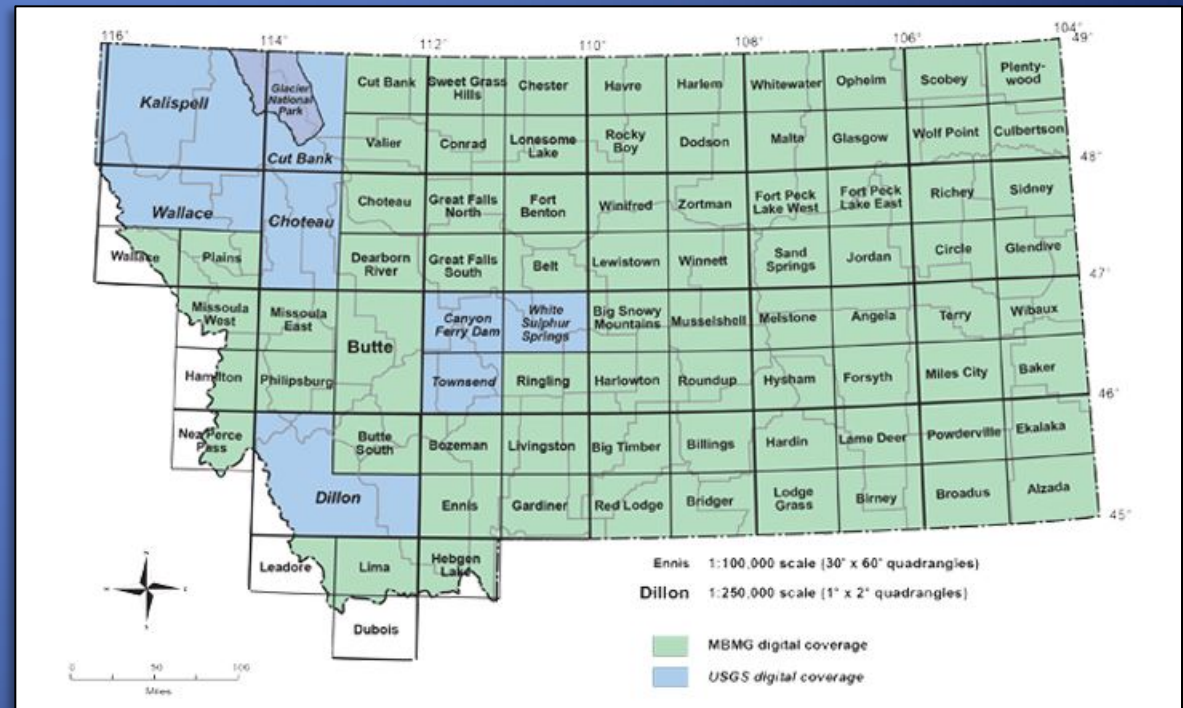 116°
114°
112°
110°
108°
106°
104°
49°
Kalispell
Glacier
National
Park
Cut Bank
Sweet Grass
Hills
Chester
Havre
Harlem
Whitewater
Opheim
Scobey
Plenty-
wood
Cut Bank
Valier
Conrad
Lonesome
Lake
Rocky
Boy
Dodson
Malta
Glasgow
Wolf Point
Culbertson
48°
Wallace
Choteau
Choteau
Great Falls
North
Fort
Benton
Winifred
Zortman
Fort Peck
Lake West
Fort Peck
Lake East
Richey
Sidney
Wallace
Plains
Dearborn
River
Great Falls
South
Belt
Lewistown
Winnett
Sand
Springs
Jordan
Circle
Glendive
47°
Missoula
West
Missoula
East
Butte
Canyon
Ferry Dam
White
Sulphur
Springs
Big Snowy
Mountains
Musselshell
Melstone
Angela
Terry
Wibaux
Hamilton
Philipsburg
Townsend
Ringling
Harlowton
Roundup
Hysham
Forsyth
Miles City
Baker
46°
Nez Perce
Pass
Dillon
Butte
South
Bozeman
Livingston
Big Timber
Billings
Hardin
Lame Deer
Powderville
Ekalaka
Ennis
Gardiner
Red Lodge
Bridger
Lodge
Grass
Birney
Broadus
Alzada
45°
Leadore
Lima
Hebgen
Lake
Dubois
Ennis 1:100,000 scale (30' x 60' quadrangles)
Dillon 1:250,000 scale (1° x 2° quadrangles)
MBMG digital coverage
USGS digital coverage
0 50 100
Miles